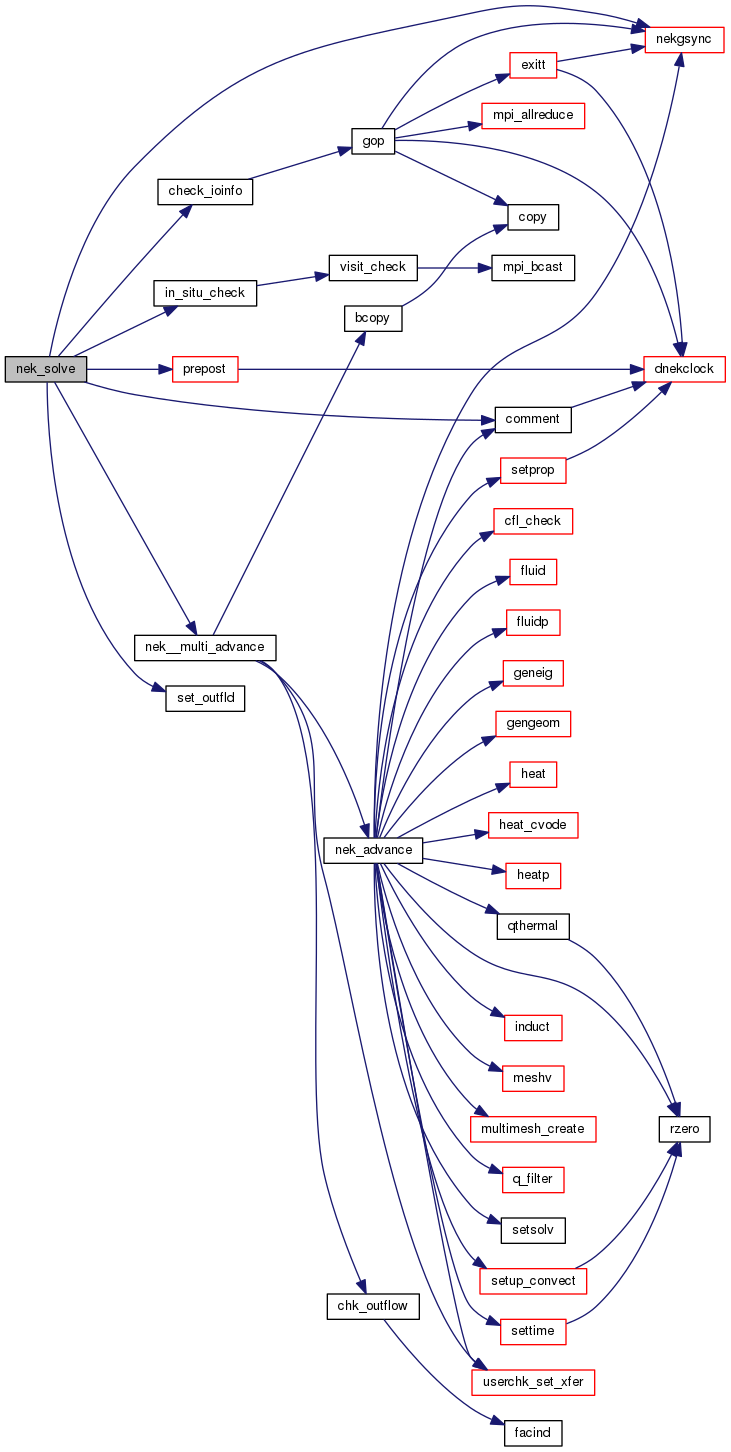 nekgsync
exitt
mpi_allreduce
gop
check_ioinfo
copy
visit_check
mpi_bcast
in_situ_check
bcopy
nek_solve
prepost
dnekclock
comment
setprop
cfl_check
fluid
fluidp
nek__multi_advance
geneig
set_outfld
gengeom
heat
heat_cvode
nek_advance
heatp
qthermal
induct
meshv
multimesh_create
rzero
q_filter
setsolv
setup_convect
chk_outflow
settime
userchk_set_xfer
facind